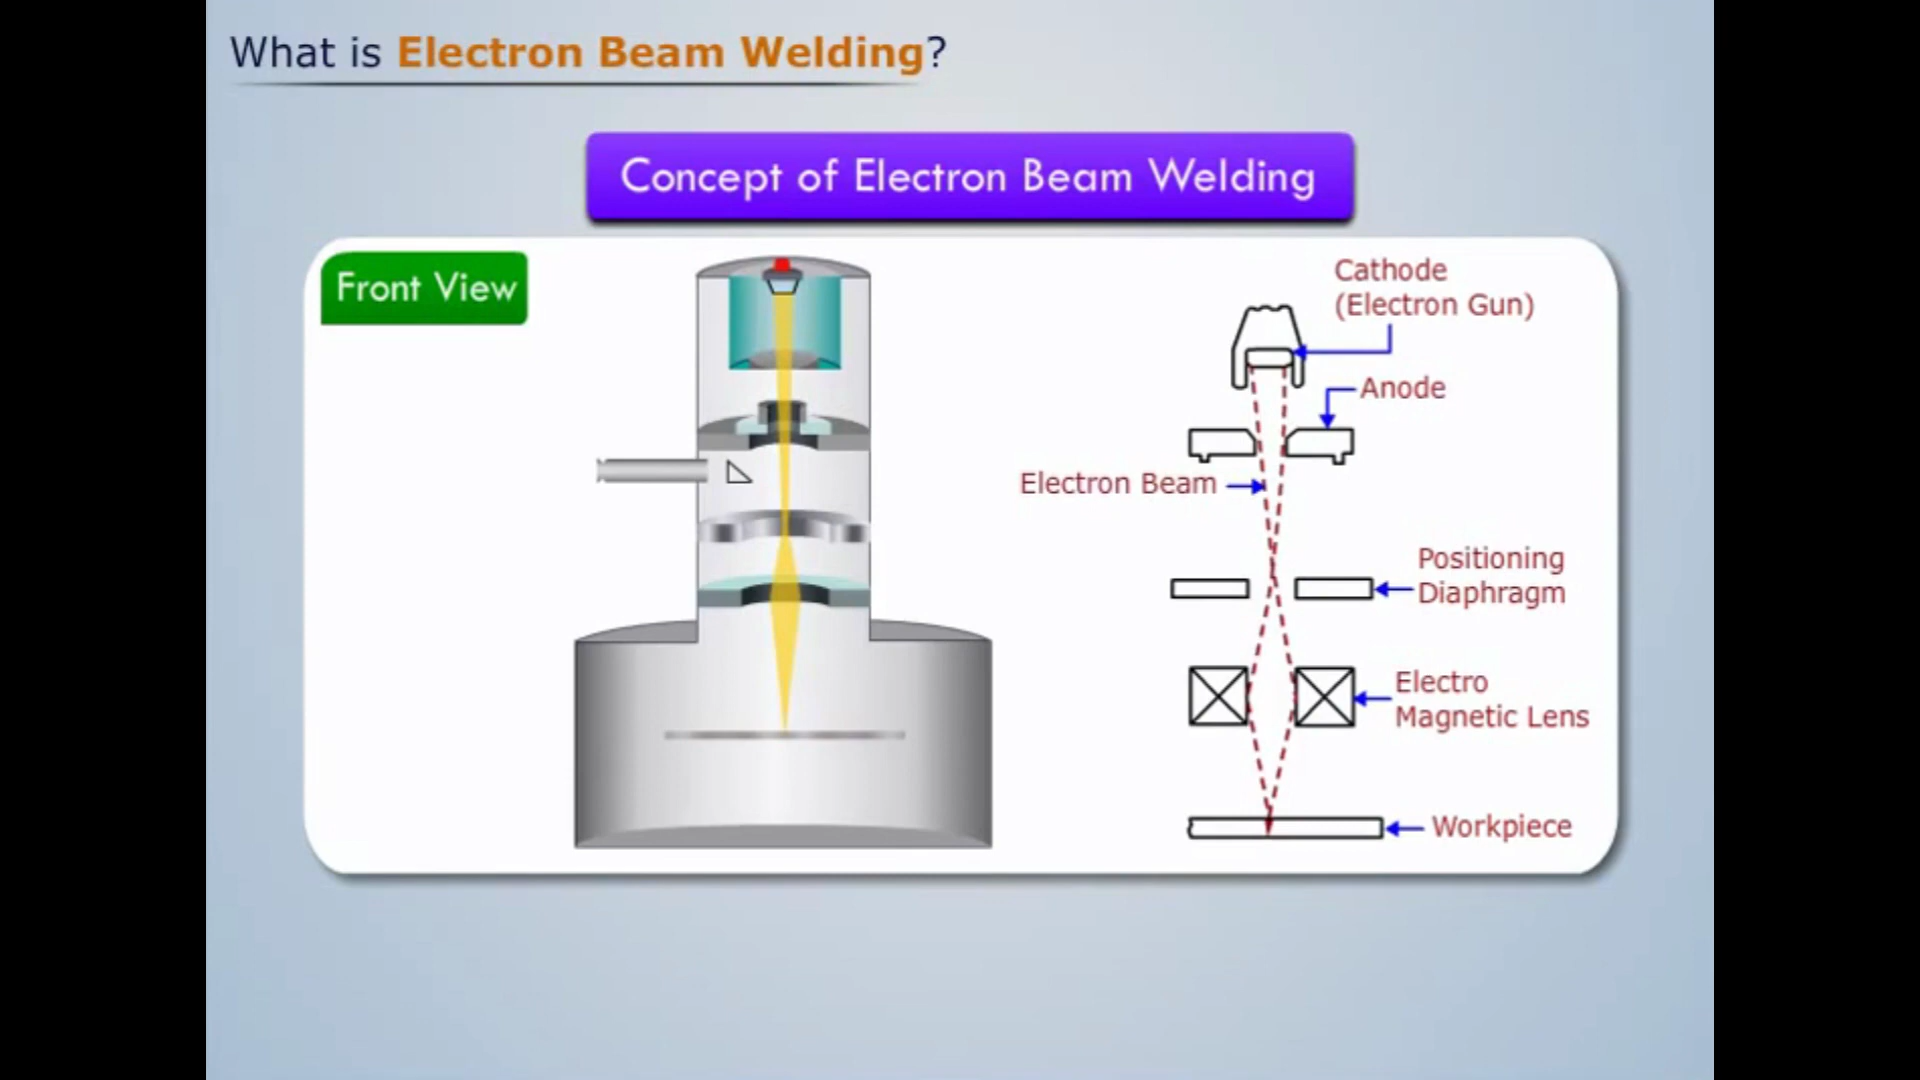 What is Electron Beam Welding?
Concept of Electron Beam Welding
Front View
Cathode
(Electron Gun)
Anode
Electron Beam
Positioning
Diaphragm
Electro
Magnetic Lens
Workpiece